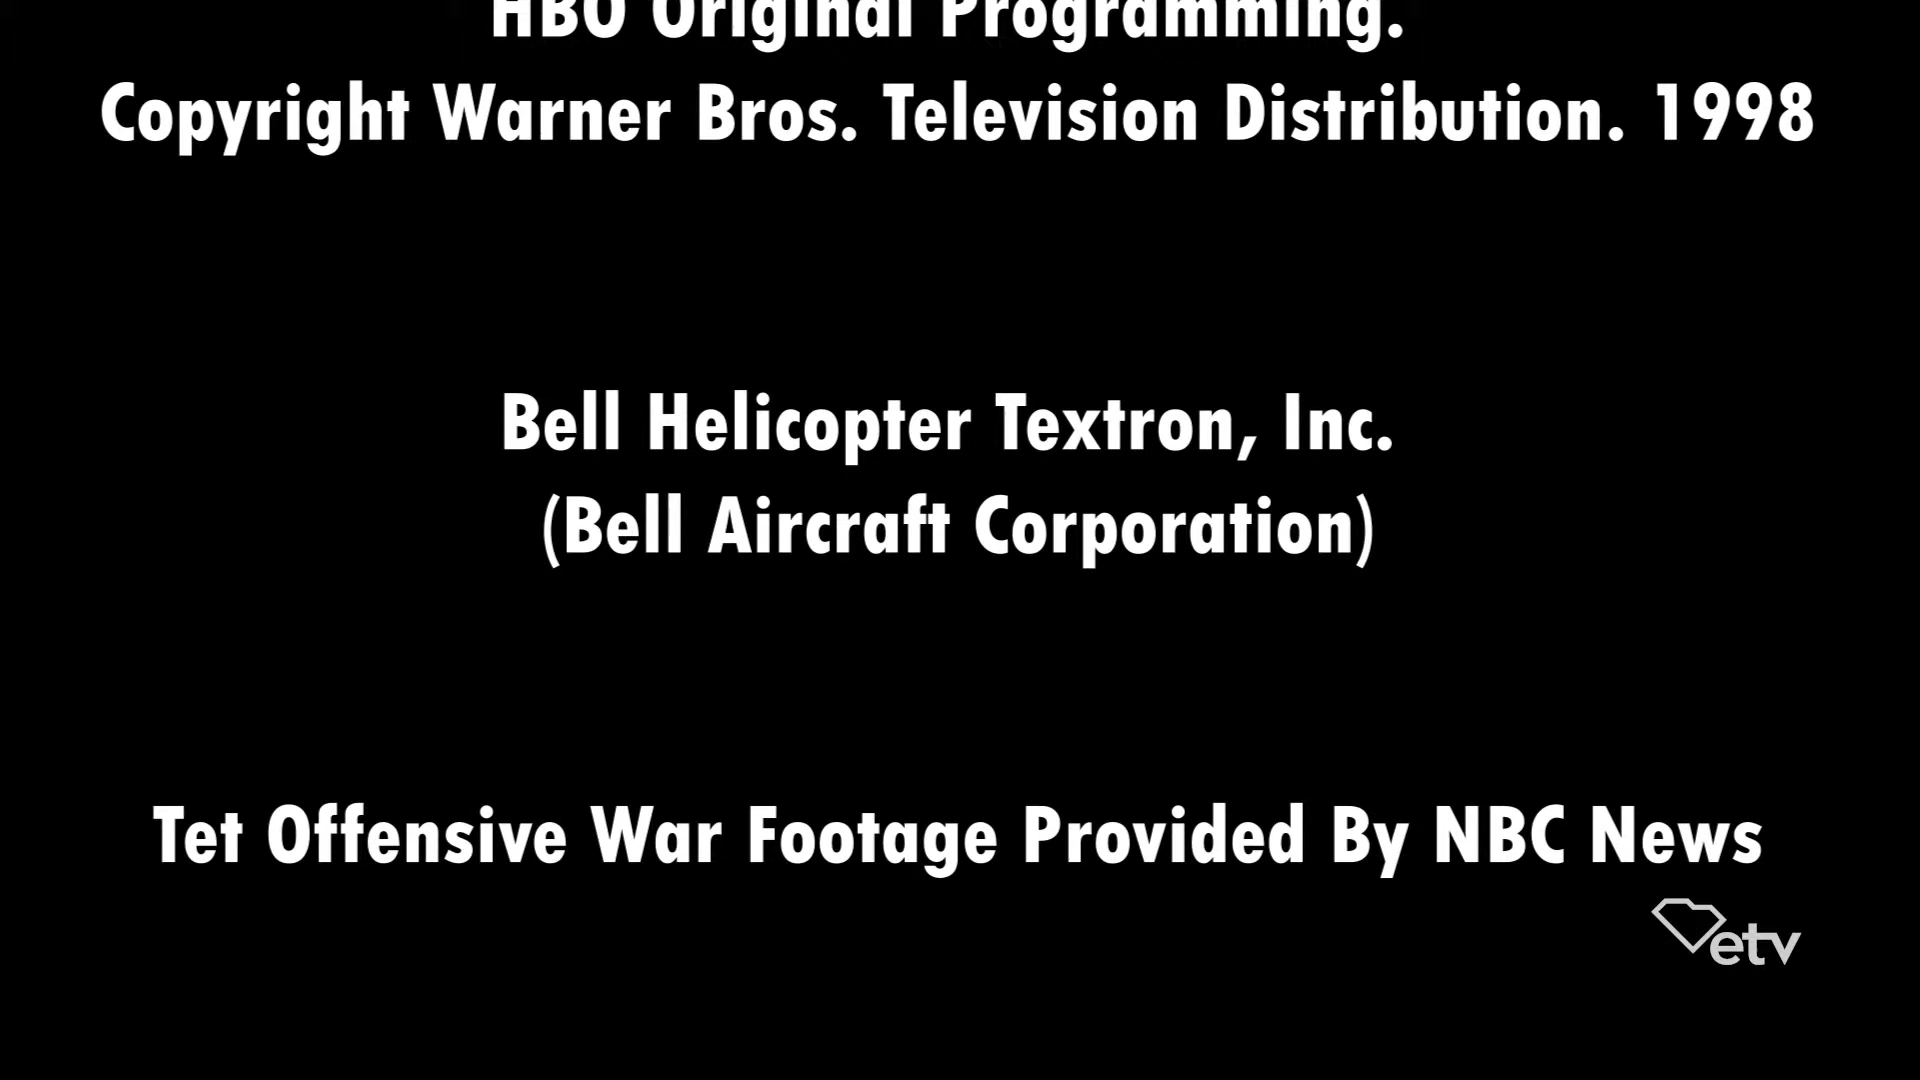 HBO Original Programming.
Copyright Warner Bros. Television Distribution. 1998
Bell Helicopter Textron, Inc.
(Bell Aircraft Corporation)
Tet Offensive War Footage Provided By NBC News
etv